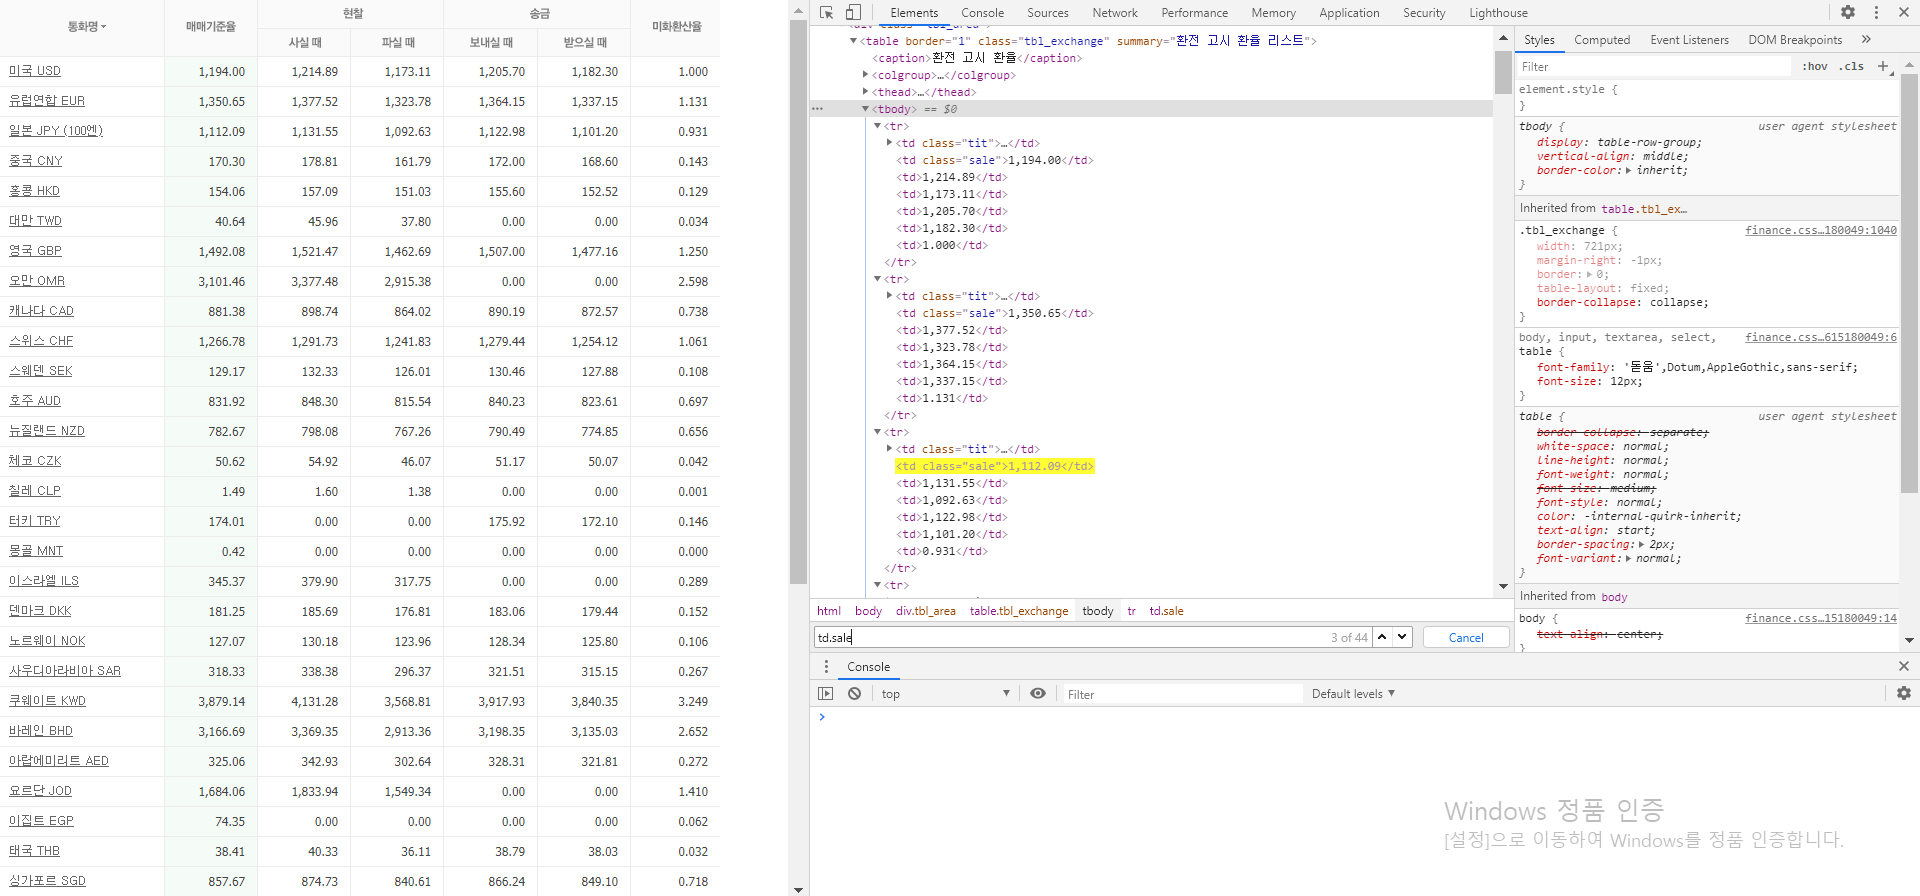 통화명 매매기준율 현찰 송금 미화환산율
사실 때 파실 때 보내실 때 받으실 때
미국 USD 1,194.00 1,214.89 1,173.11 1,205.70 1,182.30 1.000
유럽연합 EUR 1,350.65 1,377.52 1,323.78 1,364.15 1,337.15 1.131
일본 JPY (100엔) 1,112.09 1,131.55 1,092.63 1,122.98 1,101.20 0.931
중국 CNY 170.30 178.81 161.79 172.00 168.60 0.143
홍콩 HKD 154.06 157.09 151.03 155.60 152.52 0.129
대만 TWD 40.64 45.96 37.80 0.00 0.00 0.034
영국 GBP 1,492.08 1,521.47 1,462.69 1,507.00 1,477.16 1.250
오만 OMR 3,101.46 3,377.48 2,915.38 0.00 0.00 2.598
캐나다 CAD 881.38 898.74 864.02 890.19 872.57 0.738
스위스 CHF 1,266.78 1,291.73 1,241.83 1,279.44 1,254.12 1.061
스웨덴 SEK 129.17 132.33 126.01 130.46 127.88 0.108
호주 AUD 831.92 848.30 815.54 840.23 823.61 0.697
뉴질랜드 NZD 782.67 798.08 767.26 790.49 774.85 0.656
체코 CZK 50.62 54.92 46.07 51.17 50.07 0.042
칠레 CLP 1.49 1.60 1.38 0.00 0.00 0.001
터키 TRY 174.01 0.00 0.00 175.92 172.10 0.146
몽골 MNT 0.42 0.00 0.00 0.00 0.00 0.000
이스라엘 ILS 345.37 379.90 317.75 0.00 0.00 0.289
덴마크 DKK 181.25 185.69 176.81 183.06 179.44 0.152
노르웨이 NOK 127.07 130.18 123.96 128.34 125.80 0.106
사우디아라비아 SAR 318.33 338.38 296.37 321.51 315.15 0.267
쿠웨이트 KWD 3,879.14 4,131.28 3,568.81 3,917.93 3,840.35 3.249
바레인 BHD 3,166.69 3,369.35 2,913.36 3,198.35 3,135.03 2.652
아랍에미리트 AED 325.06 342.93 302.64 328.31 321.81 0.272
요르단 JOD 1,684.06 1,833.94 1,549.34 0.00 0.00 1.410
이집트 EGP 74.35 0.00 0.00 0.00 0.00 0.062
태국 THB 38.41 40.33 36.11 38.79 38.03 0.032
싱가포르 SGD 857.67 874.73 840.61 866.24 849.10 0.718
Elements Console Sources Network Performance Memory Application Security Lighthouse
<table border="1" class="tbl_exchange" summary="환전 고시 환율 리스트">
<caption>환전 고시 환율</caption>
<colgroup>…</colgroup>
<thead>…</thead>
<tbody> == $0
<tr>
<td class="tit">…</td>
<td class="sale">1,194.00</td>
<td>1,214.89</td>
<td>1,173.11</td>
<td>1,205.70</td>
<td>1,182.30</td>
<td>1.000</td>
</tr>
<tr>
<td class="tit">…</td>
<td class="sale">1,350.65</td>
<td>1,377.52</td>
<td>1,323.78</td>
<td>1,364.15</td>
<td>1,337.15</td>
<td>1.131</td>
</tr>
<tr>
<td class="tit">…</td>
<td class="sale">1,112.09</td>
<td>1,131.55</td>
<td>1,092.63</td>
<td>1,122.98</td>
<td>1,101.20</td>
<td>0.931</td>
</tr>
<tr>
html body div.tbl_area table.tbl_exchange tbody tr td.sale
td.sale 3 of 44 Cancel
Styles Computed Event Listeners DOM Breakpoints »
Filter :hov .cls +
element.style {
}
tbody { user agent stylesheet
display: table-row-group;
vertical-align: middle;
border-color: inherit;
}
Inherited from table.tbl_ex…
.tbl_exchange { finance.css…180049:1040
width: 721px;
margin-right: -1px;
border: 0;
table-layout: fixed;
border-collapse: collapse;
}
body, input, textarea, select, finance.css…615180049:6
table {
font-family: '돋움',Dotum,AppleGothic,sans-serif;
font-size: 12px;
}
table { user agent stylesheet
border-collapse: separate;
white-space: normal;
line-height: normal;
font-weight: normal;
font-size: medium;
font-style: normal;
color: -internal-quirk-inherit;
text-align: start;
border-spacing: 2px;
font-variant: normal;
}
Inherited from body
body { finance.css…15180049:14
text-align: center;
}
Console
top Filter Default levels
Windows 정품 인증
[설정]으로 이동하여 Windows를 정품 인증합니다.